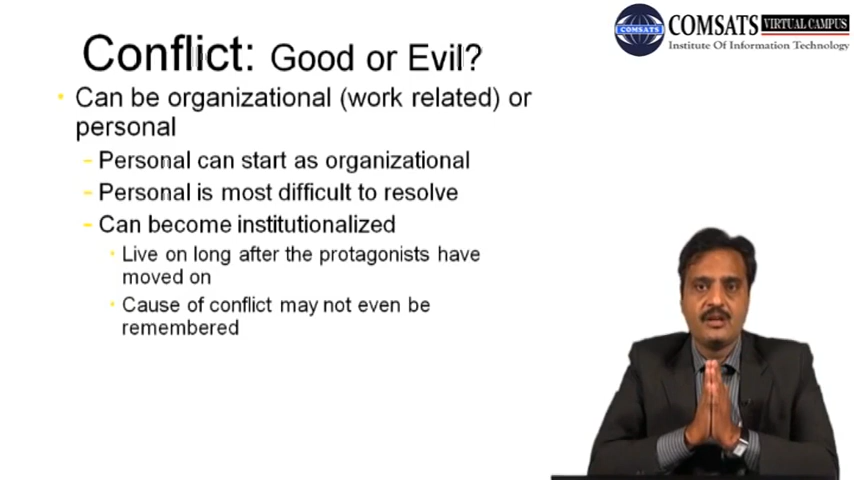 COMSATS VIRTUAL CAMPUS
COMSATS
Institute Of Information Technology
Conflict: Good or Evil?
• Can be organizational (work related) or
personal
– Personal can start as organizational
– Personal is most difficult to resolve
– Can become institutionalized
• Live on long after the protagonists have
moved on
• Cause of conflict may not even be
remembered